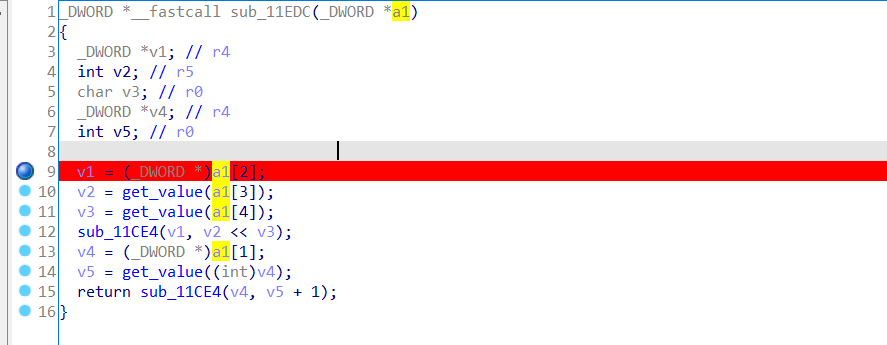 1 _DWORD *__fastcall sub_11EDC(_DWORD *a1)
2 {
3 _DWORD *v1; // r4
4 int v2; // r5
5 char v3; // r0
6 _DWORD *v4; // r4
7 int v5; // r0
8
9 v1 = (_DWORD *)a1[2];
10 v2 = get_value(a1[3]);
11 v3 = get_value(a1[4]);
12 sub_11CE4(v1, v2 << v3);
13 v4 = (_DWORD *)a1[1];
14 v5 = get_value((int)v4);
15 return sub_11CE4(v4, v5 + 1);
16 }